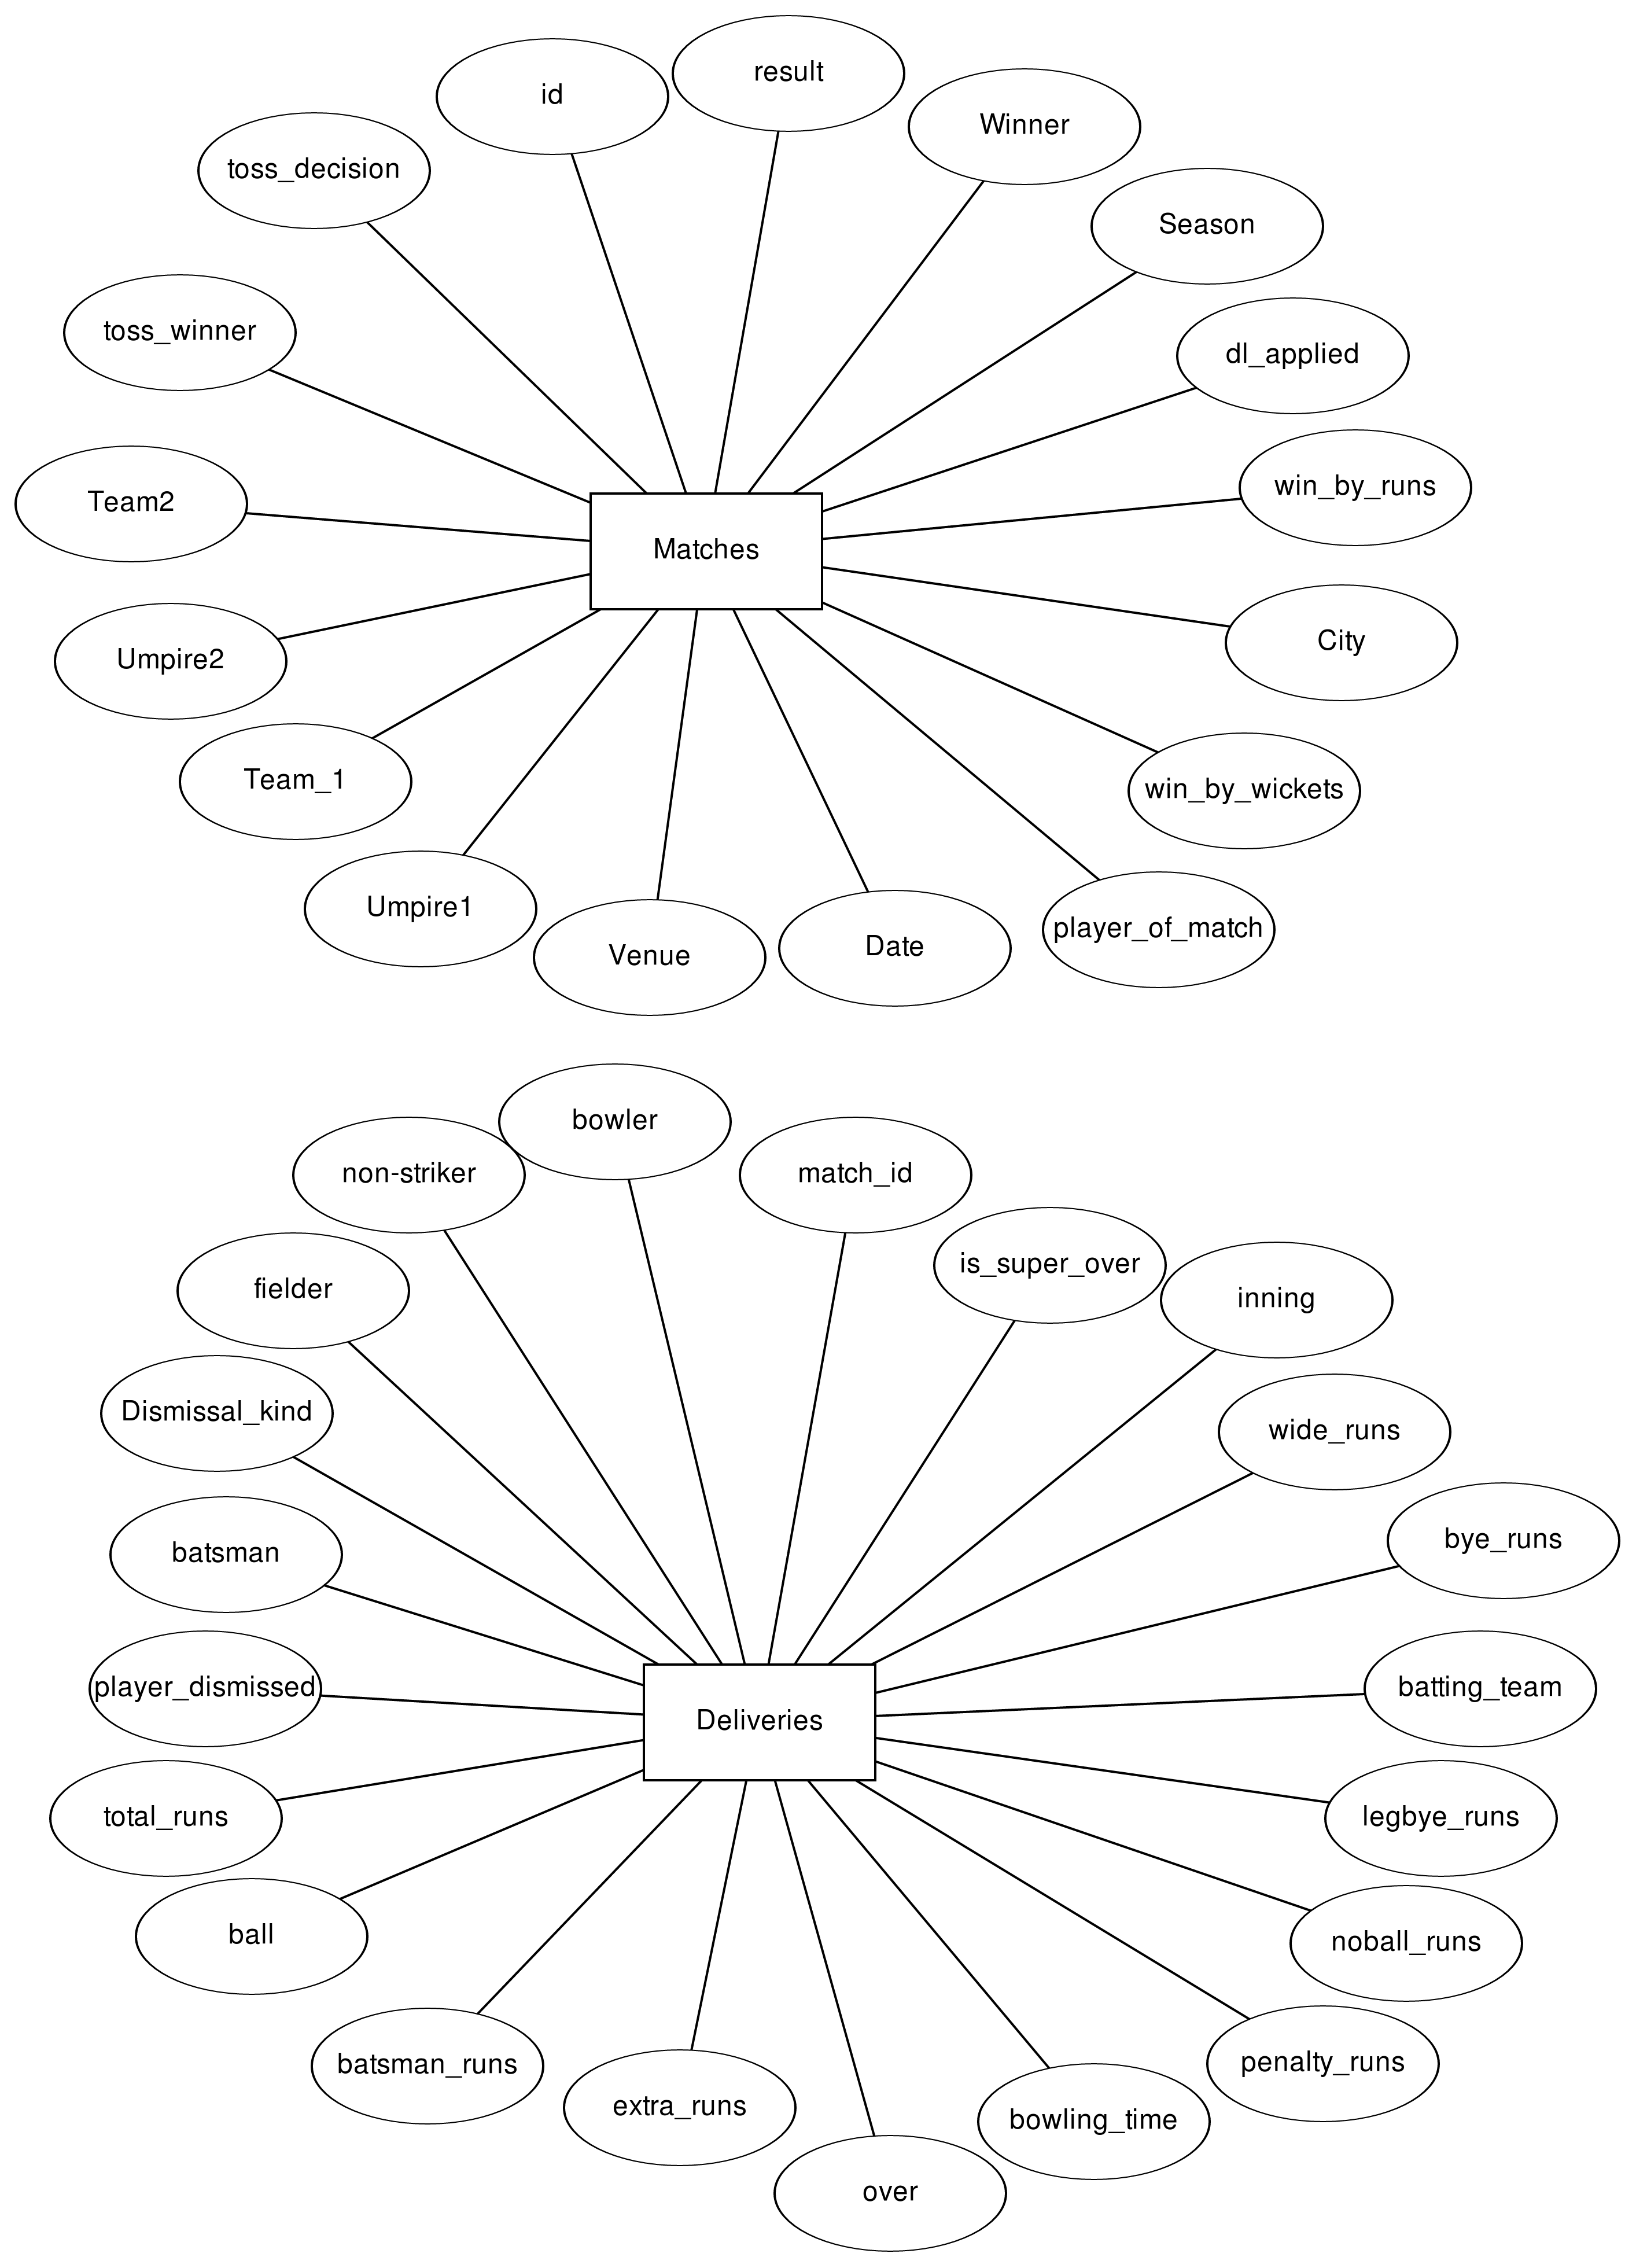 result
id
Winner
toss_decision
Season
toss_winner
dl_applied
win_by_runs
Team2
Matches
City
Umpire2
Team_1
win_by_wickets
Umpire1
player_of_match
Date
Venue
bowler
non-striker
match_id
is_super_over
fielder
inning
Dismissal_kind
wide_runs
bye_runs
batsman
player_dismissed
batting_team
Deliveries
total_runs
legbye_runs
ball
noball_runs
batsman_runs
penalty_runs
extra_runs
bowling_time
over